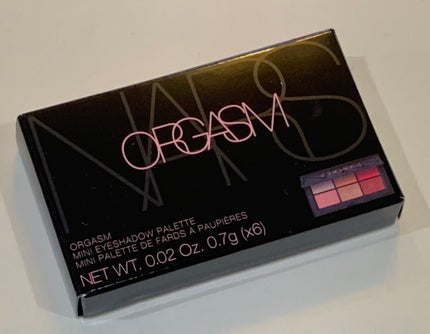 NARS
ORGASM
ORGASM
MINI EYESHADOW PALETTE
MINI PALETTE DE FARDS À PAUPIÈRES
NET WT. 0.02 Oz. 0.7g (x6)